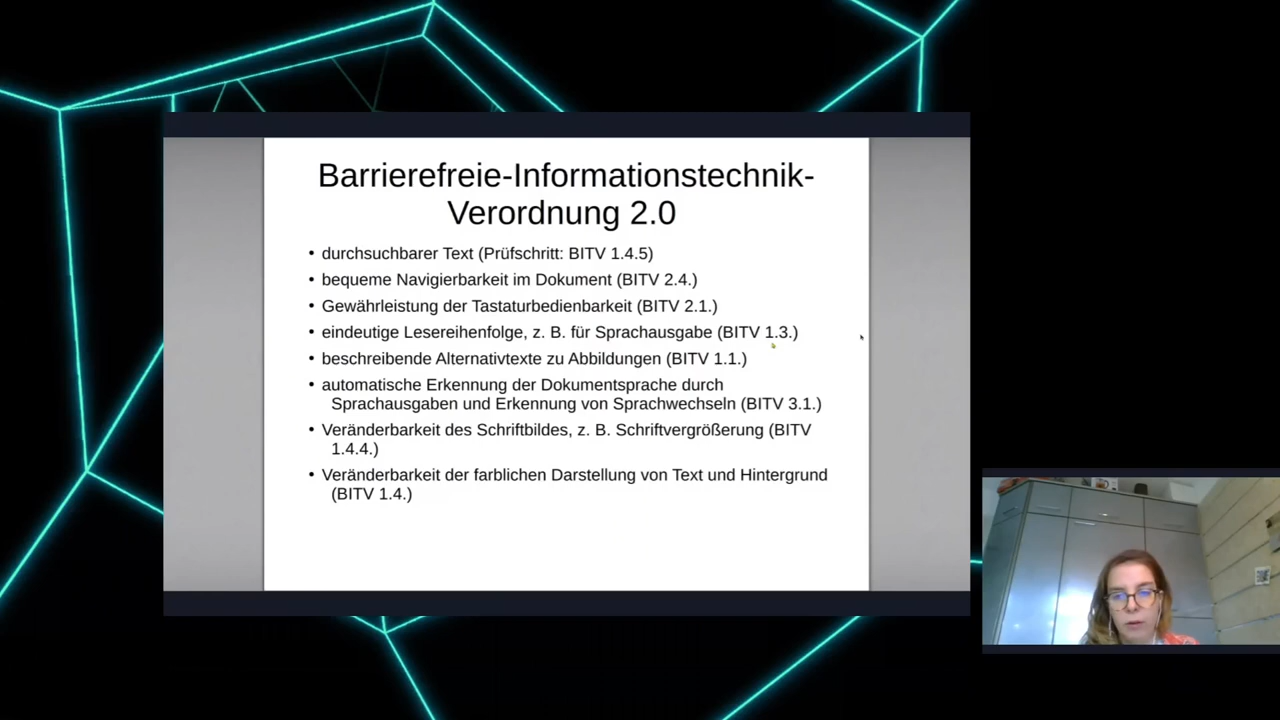 Barrierefreie-Informationstechnik-
Verordnung 2.0
• durchsuchbarer Text (Prüfschritt: BITV 1.4.5)
• bequeme Navigierbarkeit im Dokument (BITV 2.4.)
• Gewährleistung der Tastaturbedienbarkeit (BITV 2.1.)
• eindeutige Lesereihenfolge, z. B. für Sprachausgabe (BITV 1.3.)
• beschreibende Alternativtexte zu Abbildungen (BITV 1.1.)
• automatische Erkennung der Dokumentsprache durch
Sprachausgaben und Erkennung von Sprachwechseln (BITV 3.1.)
• Veränderbarkeit des Schriftbildes, z. B. Schriftvergrößerung (BITV
1.4.4.)
• Veränderbarkeit der farblichen Darstellung von Text und Hintergrund
(BITV 1.4.)